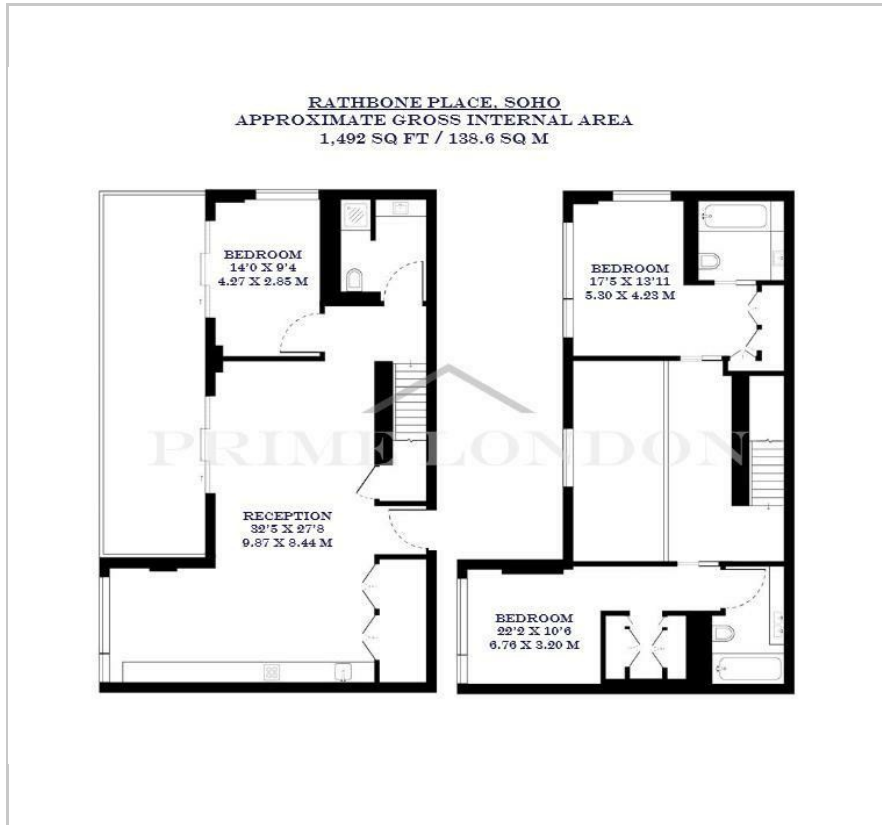 RATHBONE PLACE, SOHO
APPROXIMATE GROSS INTERNAL AREA
1,492 SQ FT / 138.6 SQ M
BEDROOM
14'0 X 9'4
4.27 X 2.85 M
BEDROOM
17'5 X 13'11
5.30 X 4.23 M
PRIME LONDON
RECEPTION
32'5 X 27'8
9.87 X 8.44 M
BEDROOM
22'2 X 10'6
6.76 X 3.20 M